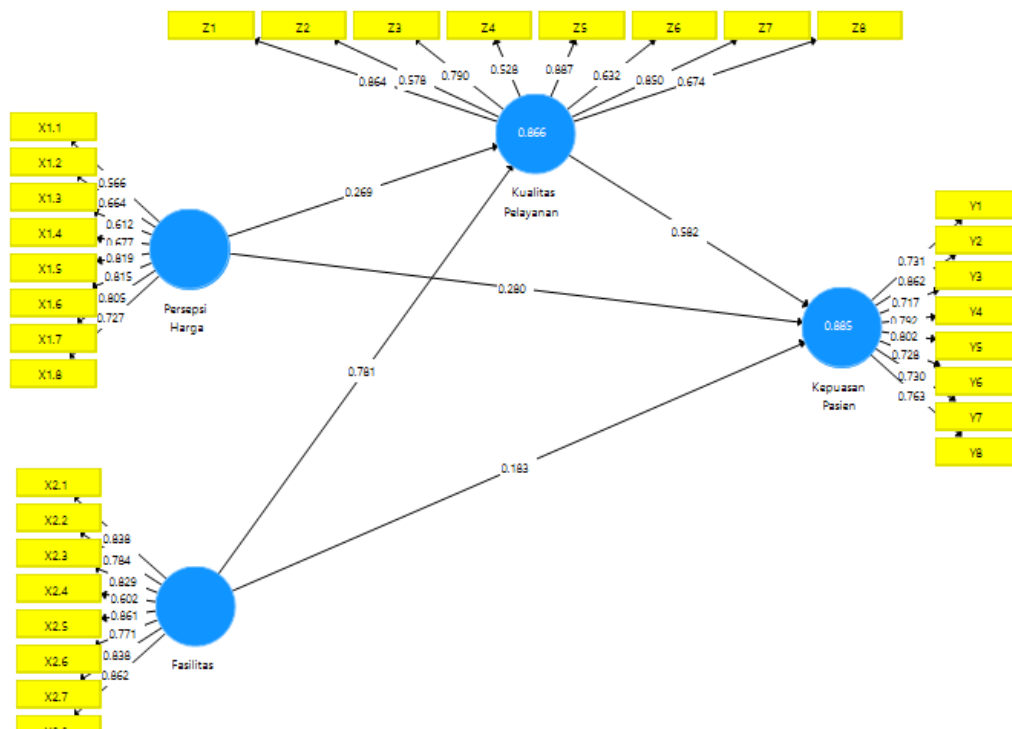 Z1
Z2
Z3
Z4
Z5
Z6
Z7
Z8
0.864
0.578
0.790
0.528
0.887
0.632
0.850
0.674
0.866
Kualitas
Pelayanan
X1.1
X1.2
X1.3
X1.4
X1.5
X1.6
X1.7
X1.8
0.566
0.664
0.612
0.677
0.819
0.815
0.805
0.727
Persepsi
Harga
0.269
0.280
0.582
0.781
0.183
0.885
Kepuasan
Pasien
0.731
0.862
0.717
0.792
0.802
0.728
0.730
0.763
Y1
Y2
Y3
Y4
Y5
Y6
Y7
Y8
X2.1
X2.2
X2.3
X2.4
X2.5
X2.6
X2.7
0.838
0.784
0.829
0.602
0.861
0.771
0.838
0.862
Fasilitas